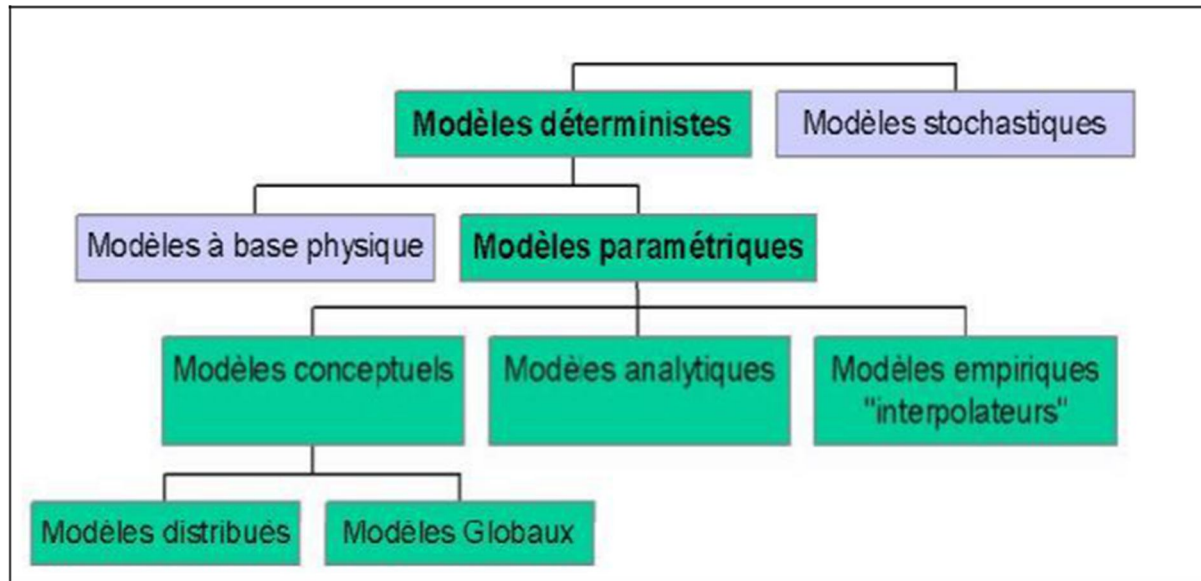 Modèles déterministes
Modèles stochastiques
Modèles à base physique
Modèles paramétriques
Modèles conceptuels
Modèles analytiques
Modèles empiriques
"interpolateurs"
Modèles distribués
Modèles Globaux